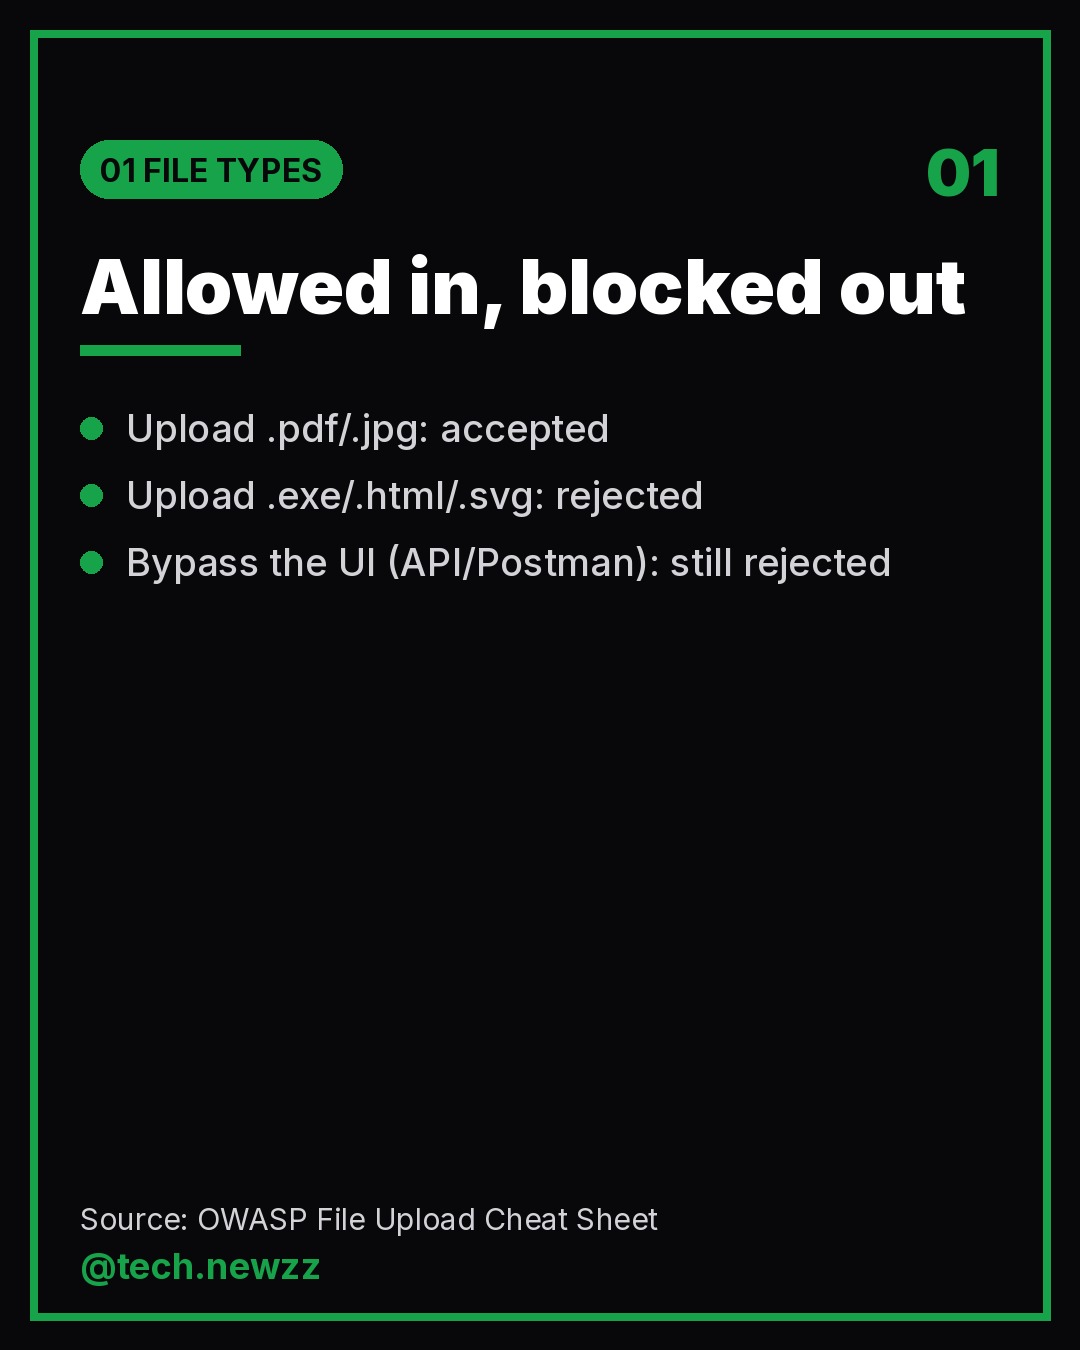 01 FILE TYPES
01
Allowed in, blocked out
Upload .pdf/.jpg: accepted
Upload .exe/.html/.svg: rejected
Bypass the UI (API/Postman): still rejected
Source: OWASP File Upload Cheat Sheet
@tech.newzz